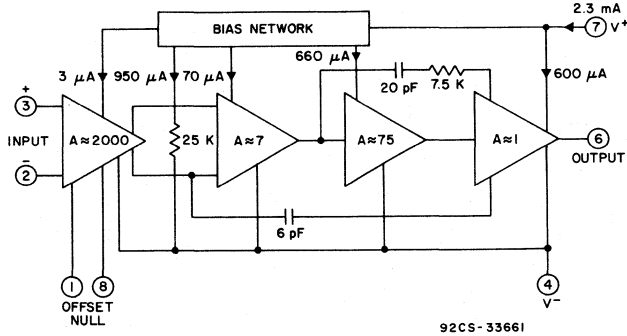 BIAS NETWORK
2.3 mA
7 V+
3 μA 950 μA 70 μA 660 μA 600 μA
20 pF 7.5 K
+
3
INPUT
−
2
A≈2000
25 K
A≈7
A≈75
A≈1
6
OUTPUT
6 pF
1 8
OFFSET
NULL
4
V−
92CS-33661